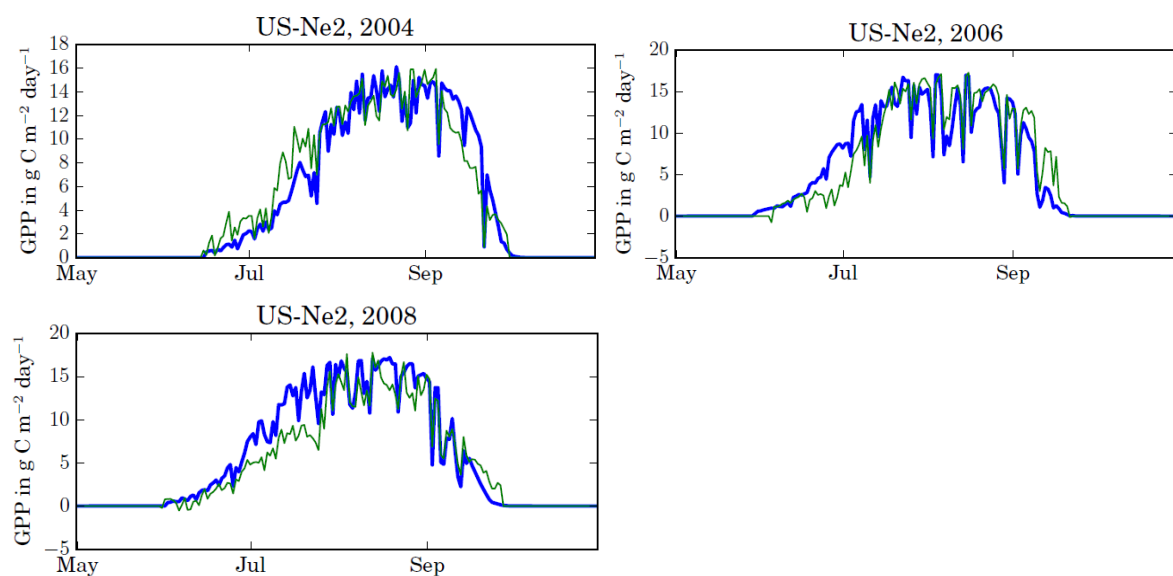 US-Ne2, 2004
GPP in g C m−2 day−1
18
16
14
12
10
8
6
4
2
0
May
Jul
Sep
US-Ne2, 2006
GPP in g C m−2 day−1
20
15
10
5
0
−5
May
Jul
Sep
US-Ne2, 2008
GPP in g C m−2 day−1
20
15
10
5
0
−5
May
Jul
Sep